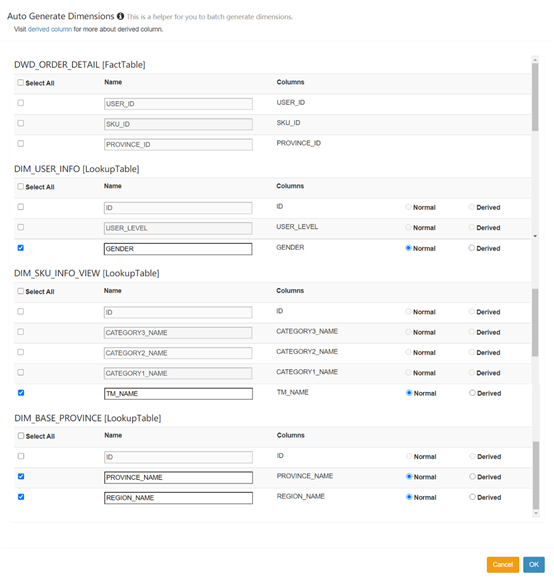 Auto Generate Dimensions This is a helper for you to batch generate dimensions.
Visit derived column for more about derived column.
DWD_ORDER_DETAIL [FactTable]
Select All Name Columns
USER_ID USER_ID
SKU_ID SKU_ID
PROVINCE_ID PROVINCE_ID
DIM_USER_INFO [LookupTable]
Select All Name Columns
ID ID Normal Derived
USER_LEVEL USER_LEVEL Normal Derived
GENDER GENDER Normal Derived
DIM_SKU_INFO_VIEW [LookupTable]
Select All Name Columns
ID ID Normal Derived
CATEGORY3_NAME CATEGORY3_NAME Normal Derived
CATEGORY2_NAME CATEGORY2_NAME Normal Derived
CATEGORY1_NAME CATEGORY1_NAME Normal Derived
TM_NAME TM_NAME Normal Derived
DIM_BASE_PROVINCE [LookupTable]
Select All Name Columns
ID ID Normal Derived
PROVINCE_NAME PROVINCE_NAME Normal Derived
REGION_NAME REGION_NAME Normal Derived
Cancel OK